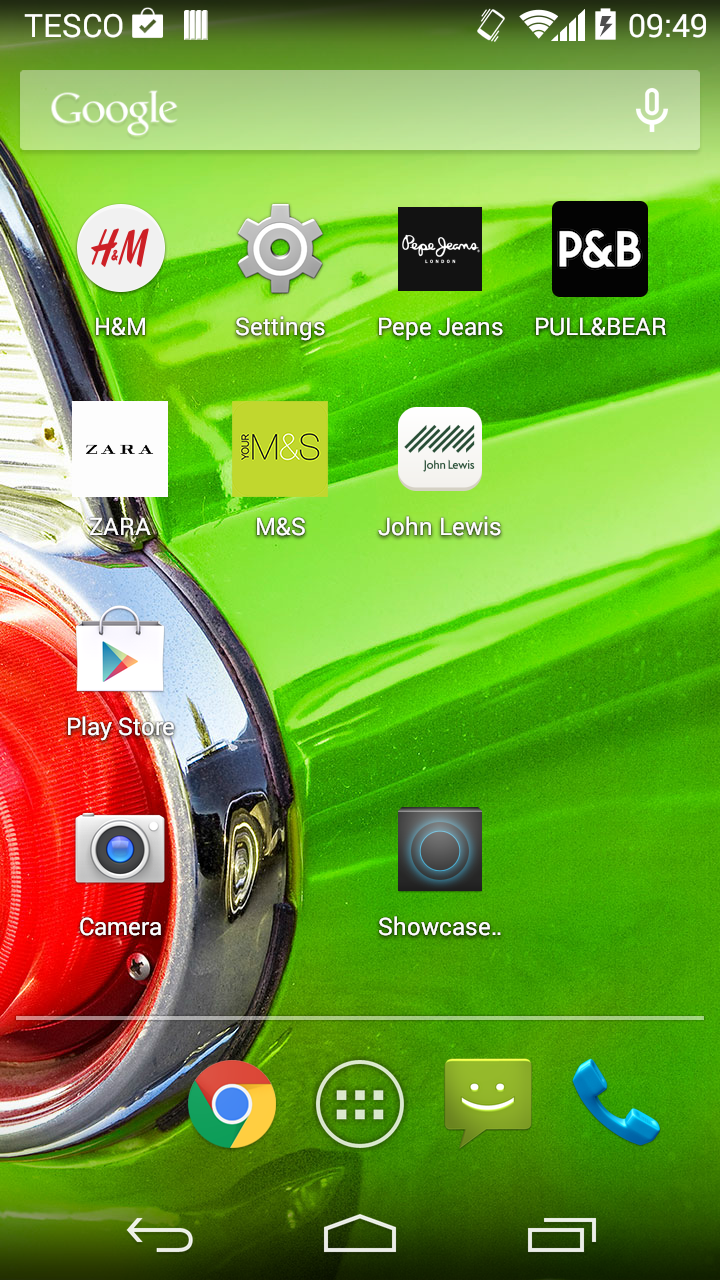 TESCO 09:49
Google
H&M
Pepe Jeans
LONDON
P&B
H&M Settings Pepe Jeans PULL&BEAR
ZARA
YOUR M&S
John Lewis
ZARA M&S John Lewis
Play Store
Camera Showcase..